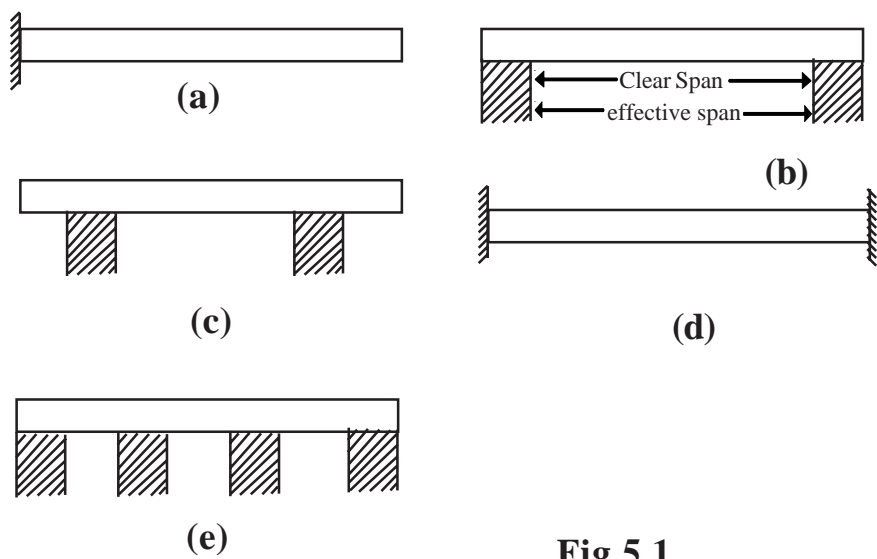 (a)
Clear Span
effective span
(b)
(c)
(d)
(e)
Fig 5.1